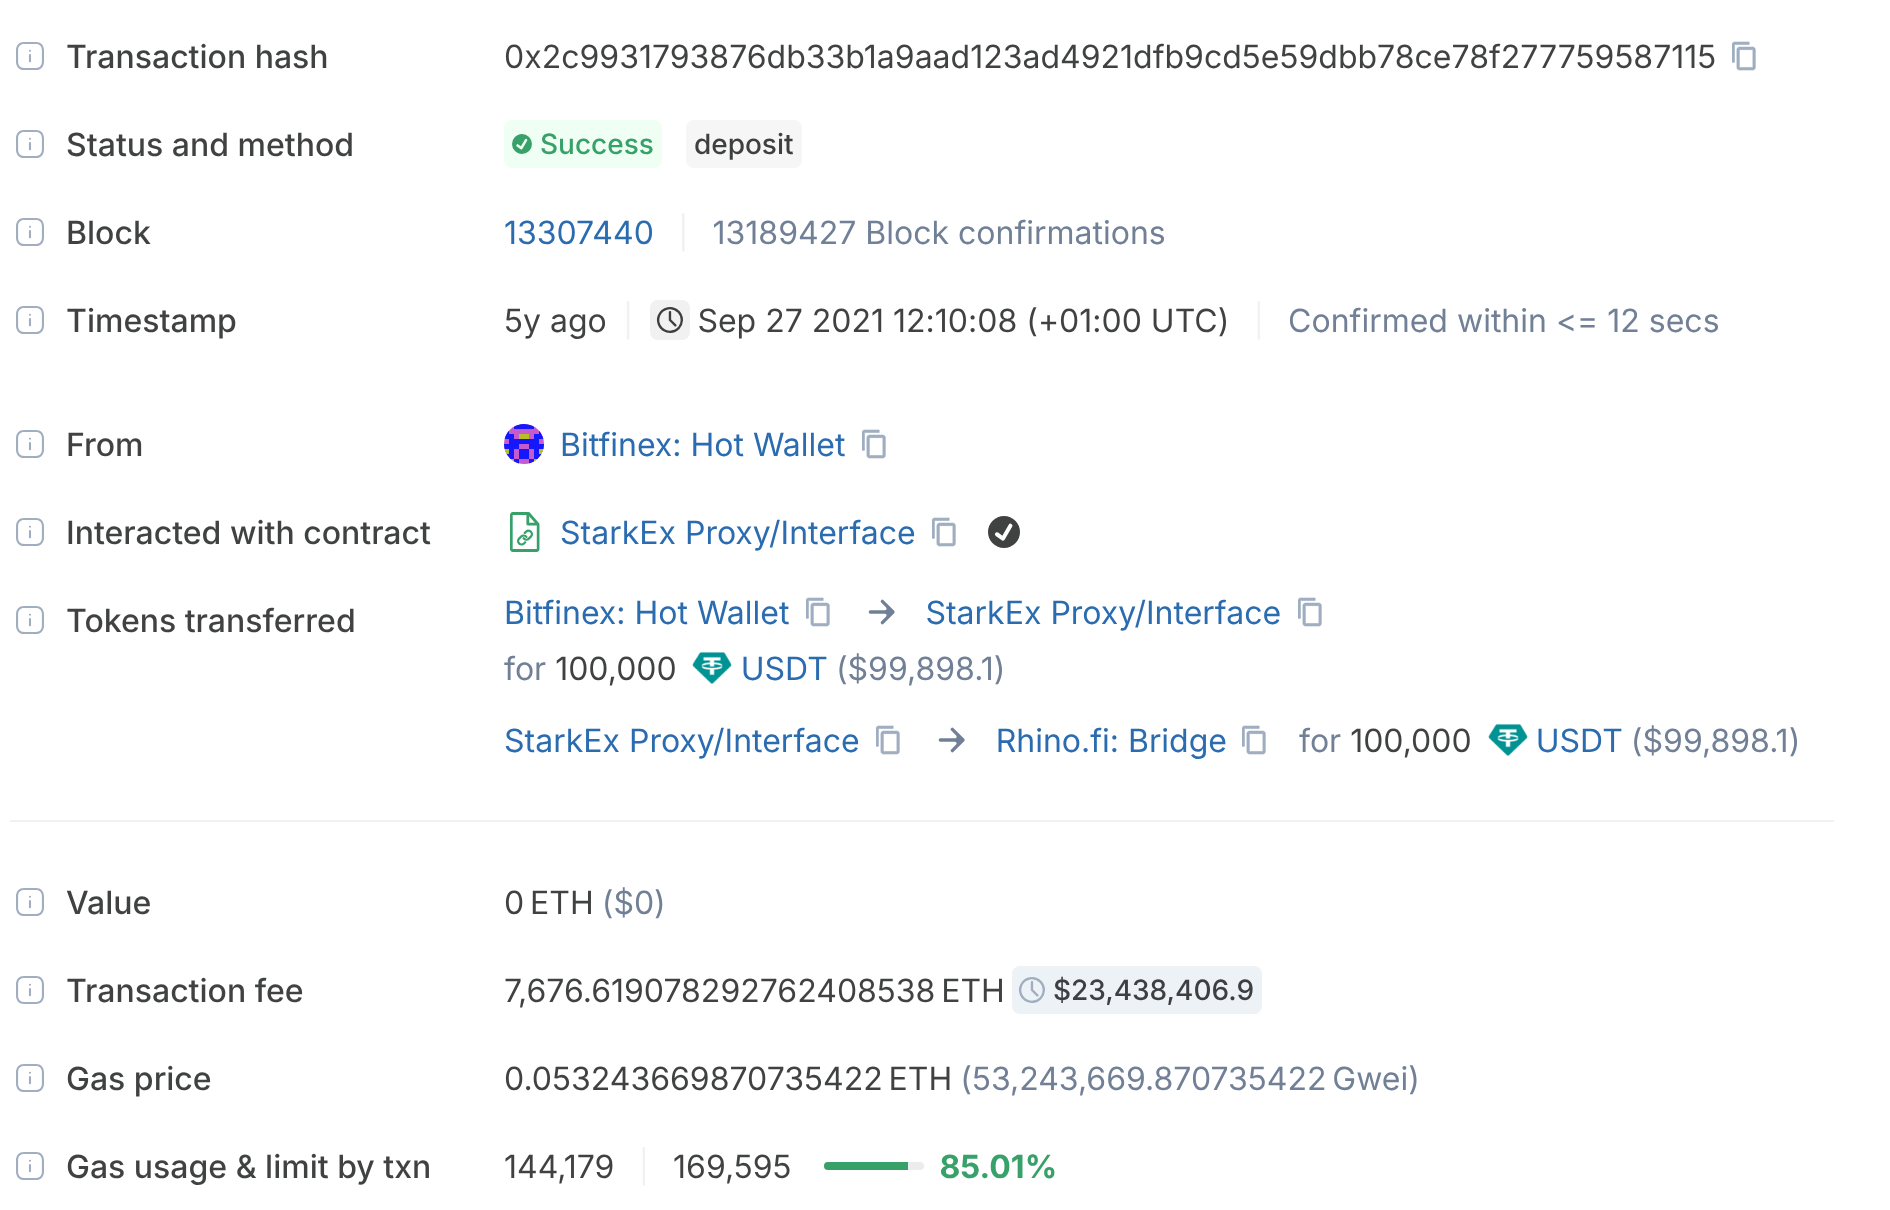 Transaction hash 0x2c9931793876db33b1a9aad123ad4921dfb9cd5e59dbb78ce78f277759587115
Status and method Success deposit
Block 13307440 13189427 Block confirmations
Timestamp 5y ago Sep 27 2021 12:10:08 (+01:00 UTC) Confirmed within <= 12 secs
From Bitfinex: Hot Wallet
Interacted with contract StarkEx Proxy/Interface
Tokens transferred Bitfinex: Hot Wallet → StarkEx Proxy/Interface
for 100,000 USDT ($99,898.1)
StarkEx Proxy/Interface → Rhino.fi: Bridge for 100,000 USDT ($99,898.1)
Value 0 ETH ($0)
Transaction fee 7,676.619078292762408538 ETH $23,438,406.9
Gas price 0.053243669870735422 ETH (53,243,669.870735422 Gwei)
Gas usage & limit by txn 144,179 169,595 85.01%